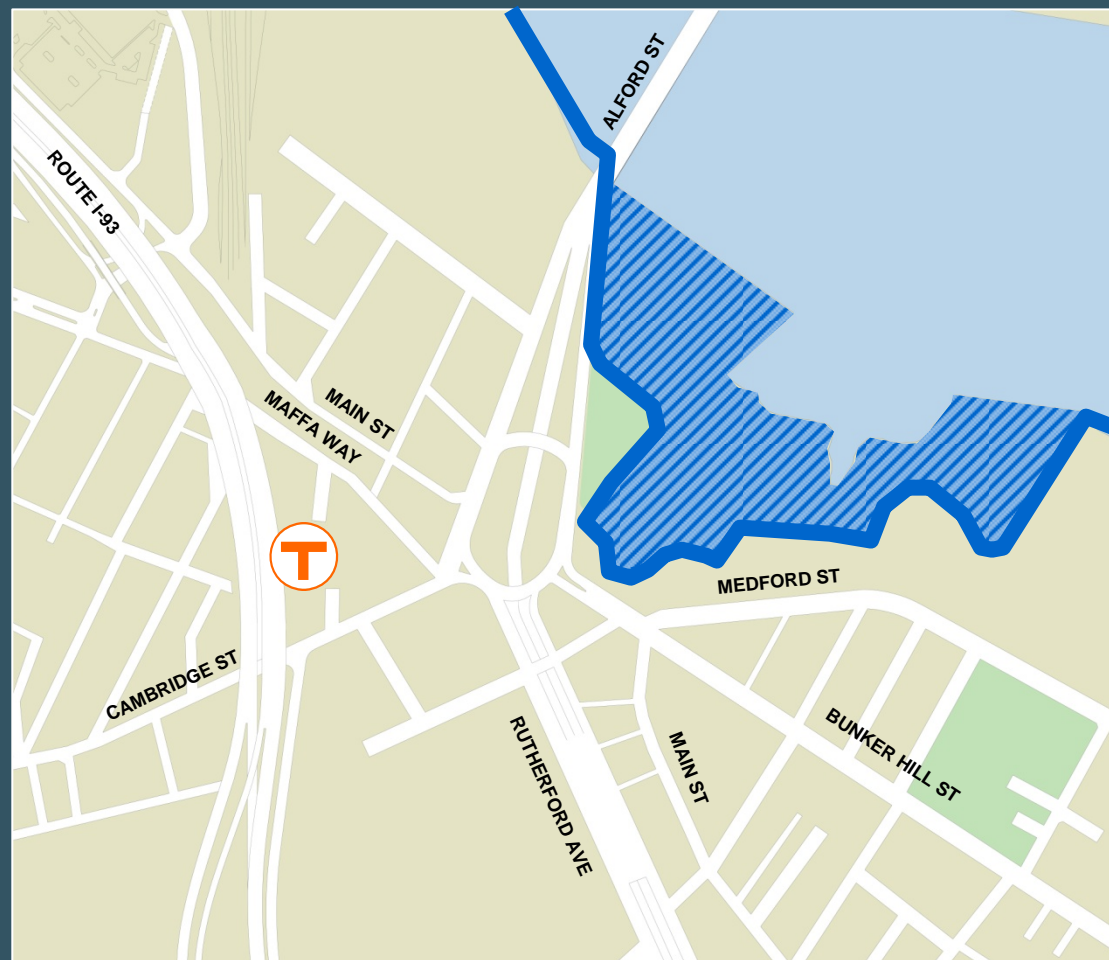 ALFORD ST
ROUTE I-93
MAIN ST
MAFFA WAY
T
MEDFORD ST
CAMBRIDGE ST
RUTHERFORD AVE
MAIN ST
BUNKER HILL ST